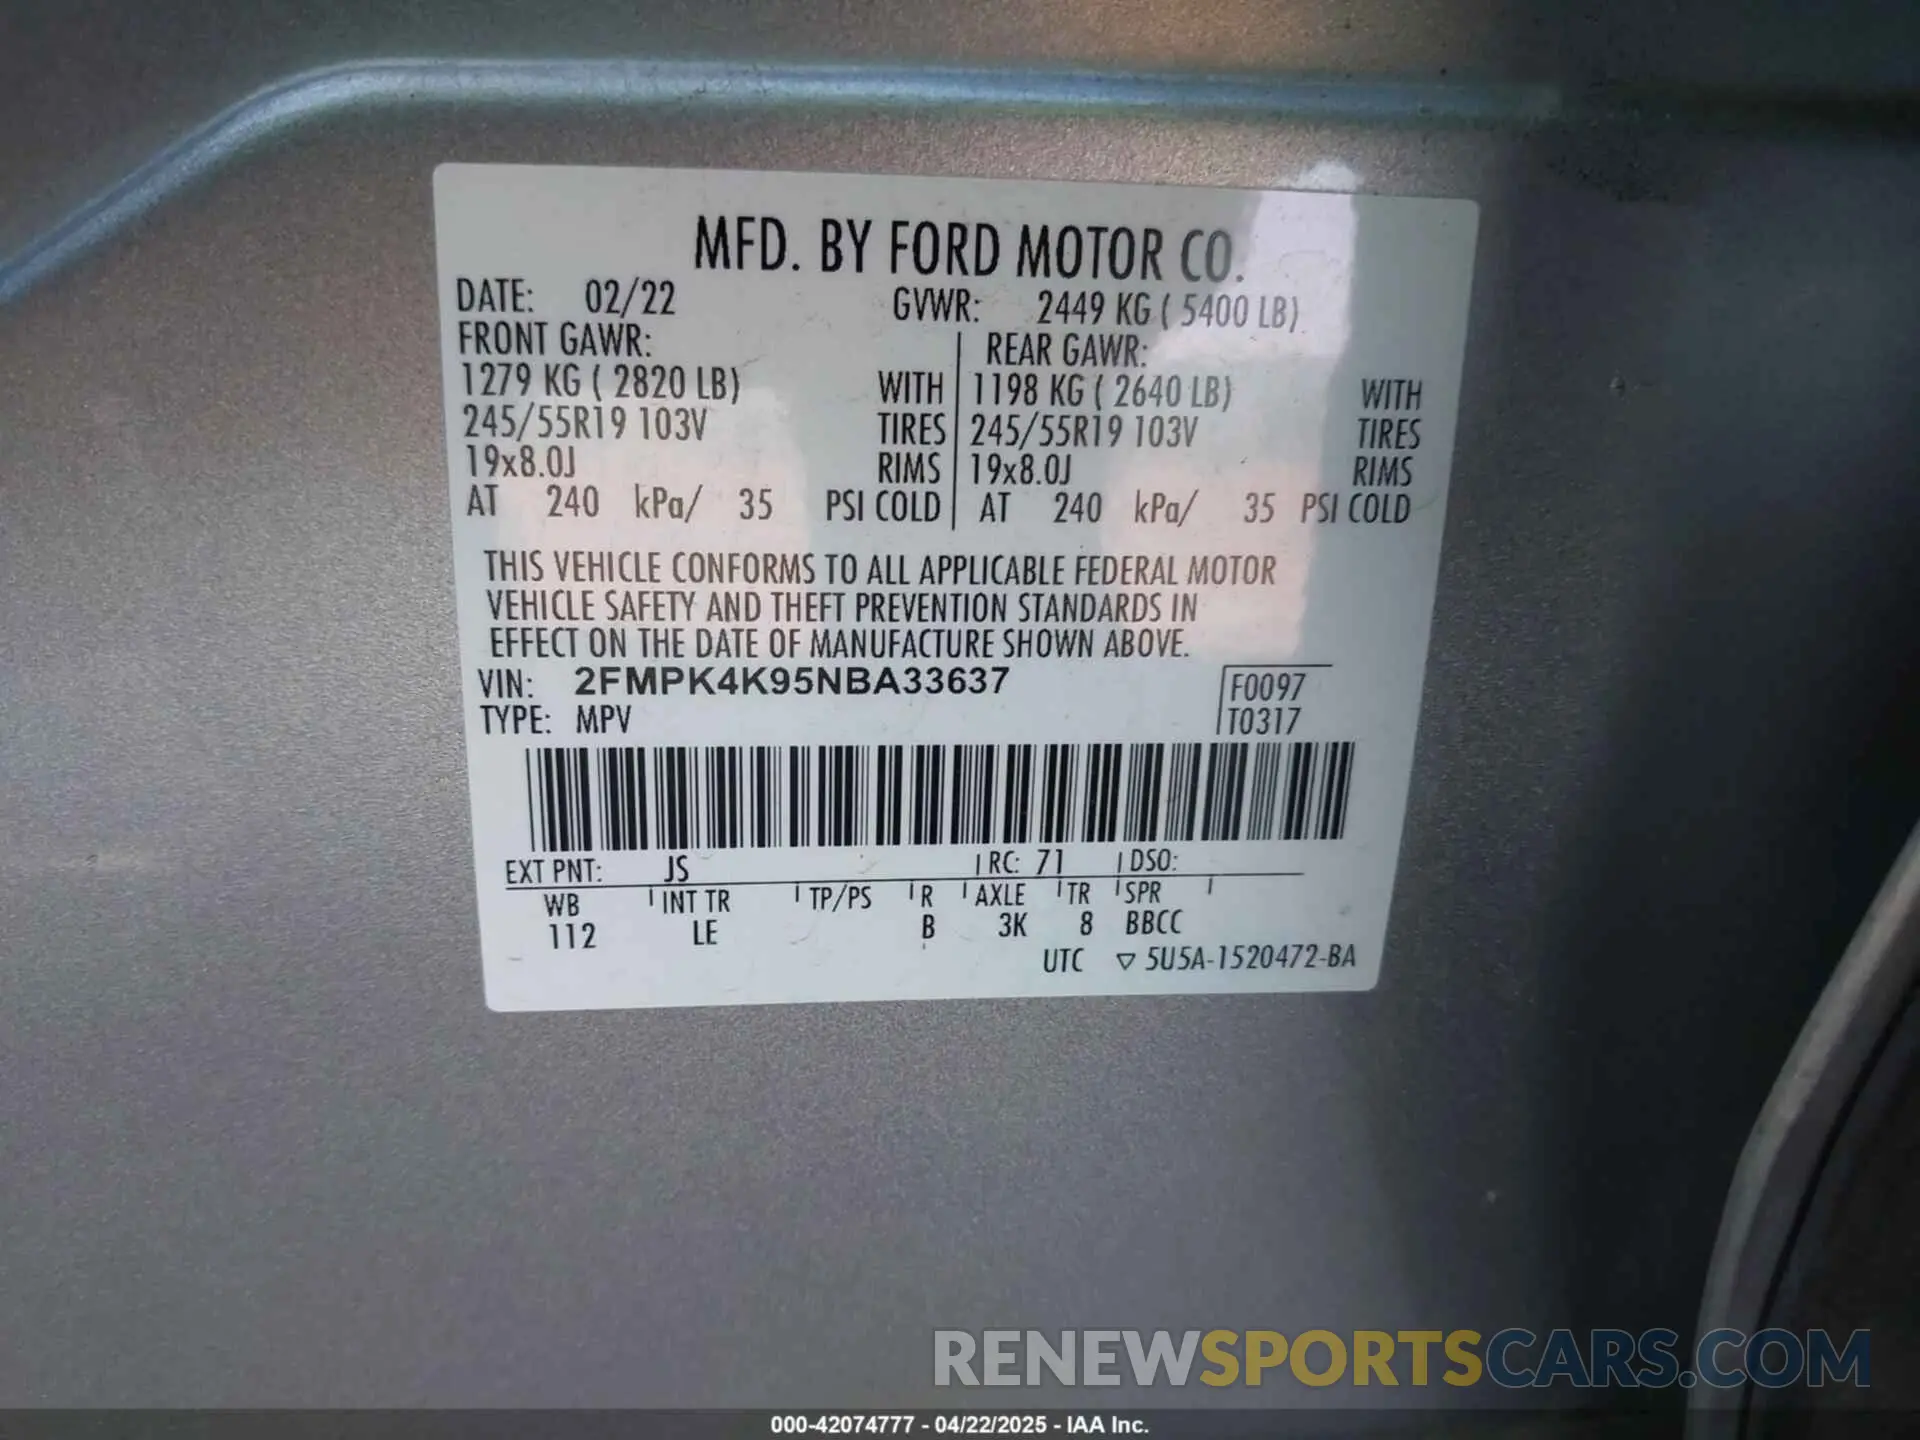 MFD. BY FORD MOTOR CO.
DATE: 02/22 GVWR: 2449 KG ( 5400 LB)
FRONT GAWR: REAR GAWR:
1279 KG ( 2820 LB) WITH 1198 KG ( 2640 LB) WITH
245/55R19 103V TIRES 245/55R19 103V TIRES
19x8.0J RIMS 19x8.0J RIMS
AT 240 kPa/ 35 PSI COLD AT 240 kPa/ 35 PSI COLD
THIS VEHICLE CONFORMS TO ALL APPLICABLE FEDERAL MOTOR
VEHICLE SAFETY AND THEFT PREVENTION STANDARDS IN
EFFECT ON THE DATE OF MANUFACTURE SHOWN ABOVE.
VIN: 2FMPK4K95NBA33637 F0097
TYPE: MPV T0317
EXT PNT: JS RC: 71 DSO:
WB INT TR TP/PS R AXLE TR SPR
112 LE B 3K 8 BBCC
UTC ▽ 5U5A-1520472-BA
RENEWSPORTSCARS.COM
000-42074777 - 04/22/2025 - IAA Inc.